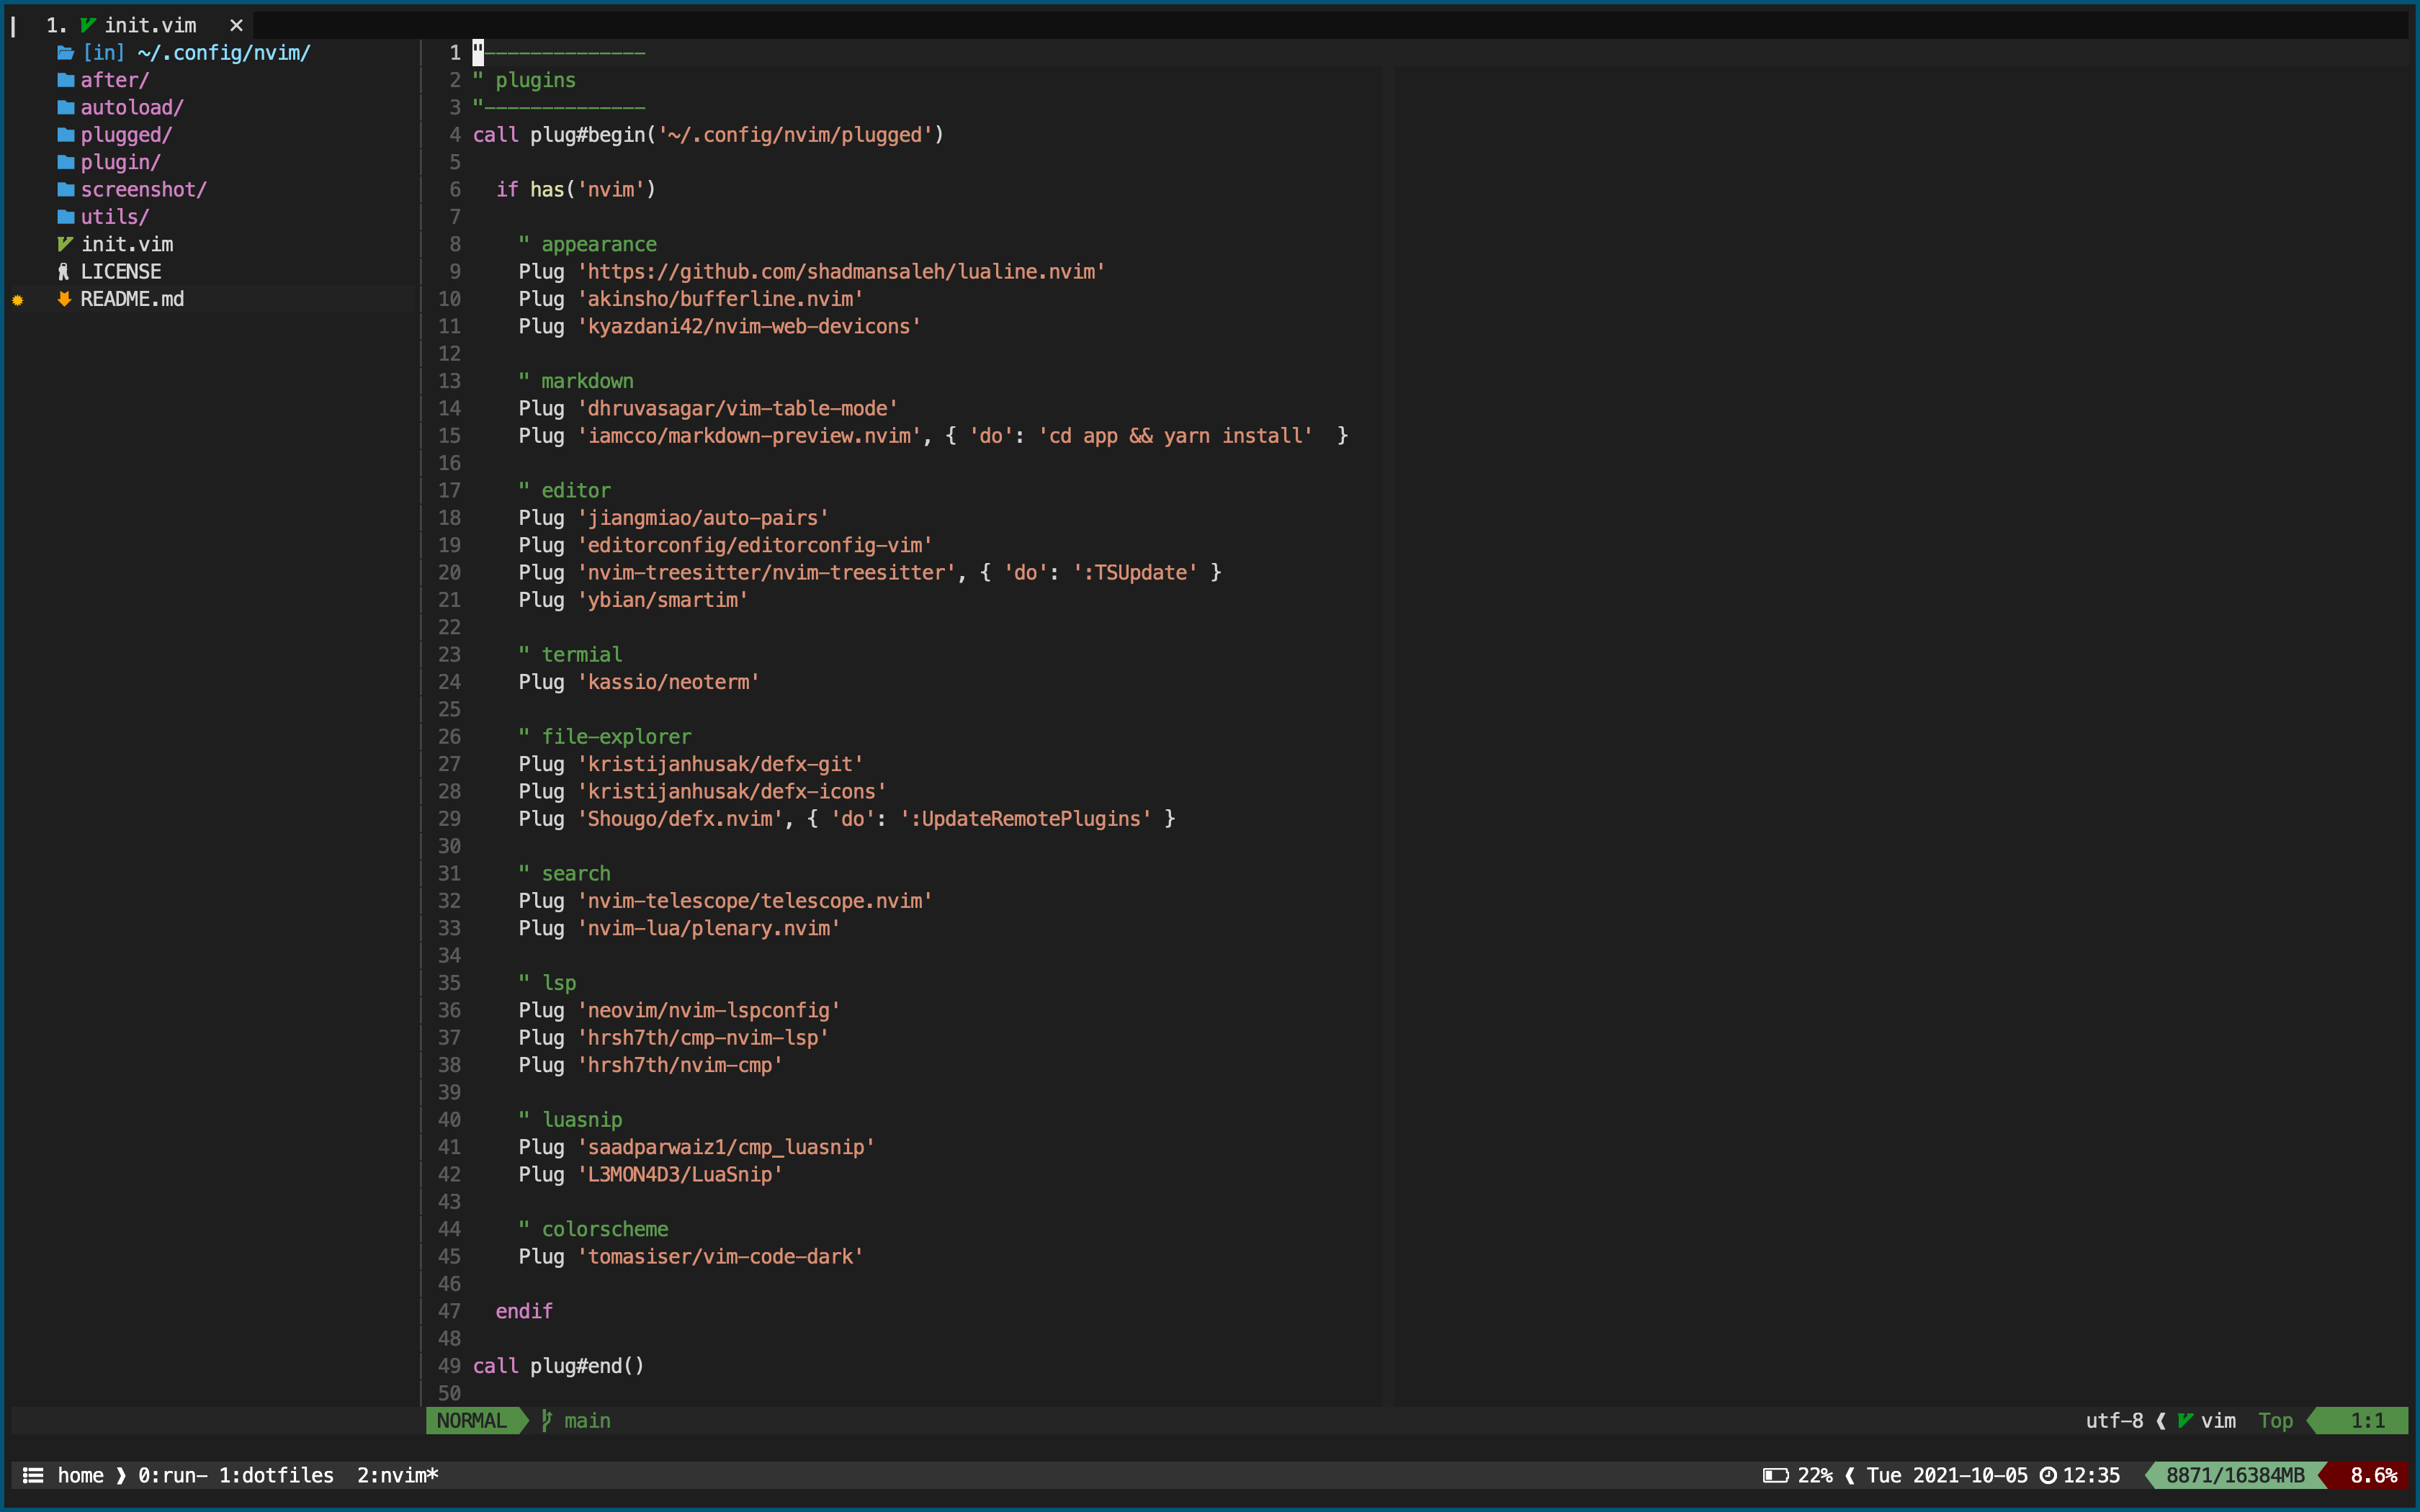 1. init.vim ✕
[in] ~/.config/nvim/
after/
autoload/
plugged/
plugin/
screenshot/
utils/
init.vim
LICENSE
README.md
1 "--------------
2 " plugins
3 "--------------
4 call plug#begin('~/.config/nvim/plugged')
5
6   if has('nvim')
7
8     " appearance
9     Plug 'https://github.com/shadmansaleh/lualine.nvim'
10     Plug 'akinsho/bufferline.nvim'
11     Plug 'kyazdani42/nvim-web-devicons'
12
13     " markdown
14     Plug 'dhruvasagar/vim-table-mode'
15     Plug 'iamcco/markdown-preview.nvim', { 'do': 'cd app && yarn install'  }
16
17     " editor
18     Plug 'jiangmiao/auto-pairs'
19     Plug 'editorconfig/editorconfig-vim'
20     Plug 'nvim-treesitter/nvim-treesitter', { 'do': ':TSUpdate' }
21     Plug 'ybian/smartim'
22
23     " termial
24     Plug 'kassio/neoterm'
25
26     " file-explorer
27     Plug 'kristijanhusak/defx-git'
28     Plug 'kristijanhusak/defx-icons'
29     Plug 'Shougo/defx.nvim', { 'do': ':UpdateRemotePlugins' }
30
31     " search
32     Plug 'nvim-telescope/telescope.nvim'
33     Plug 'nvim-lua/plenary.nvim'
34
35     " lsp
36     Plug 'neovim/nvim-lspconfig'
37     Plug 'hrsh7th/cmp-nvim-lsp'
38     Plug 'hrsh7th/nvim-cmp'
39
40     " luasnip
41     Plug 'saadparwaiz1/cmp_luasnip'
42     Plug 'L3MON4D3/LuaSnip'
43
44     " colorscheme
45     Plug 'tomasiser/vim-code-dark'
46
47   endif
48
49 call plug#end()
50
NORMAL main utf-8 ❰ vim Top 1:1
home ❱ 0:run- 1:dotfiles  2:nvim* 22% ❰ Tue 2021-10-05 12:35 8871/16384MB 8.6%